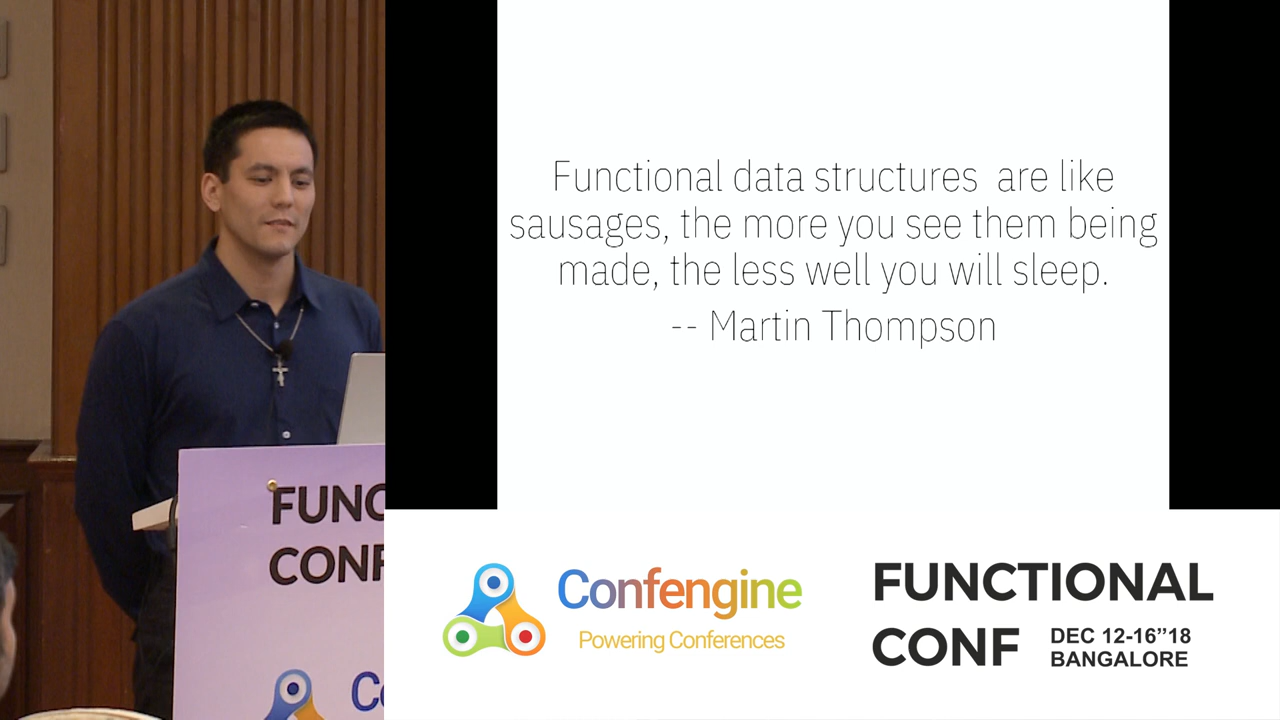 Functional data structures are like
sausages, the more you see them being
made, the less well you will sleep.
-- Martin Thompson
FUNC
CONF
Co
Confengine
Powering Conferences
FUNCTIONAL
CONF
DEC 12-16”18
BANGALORE